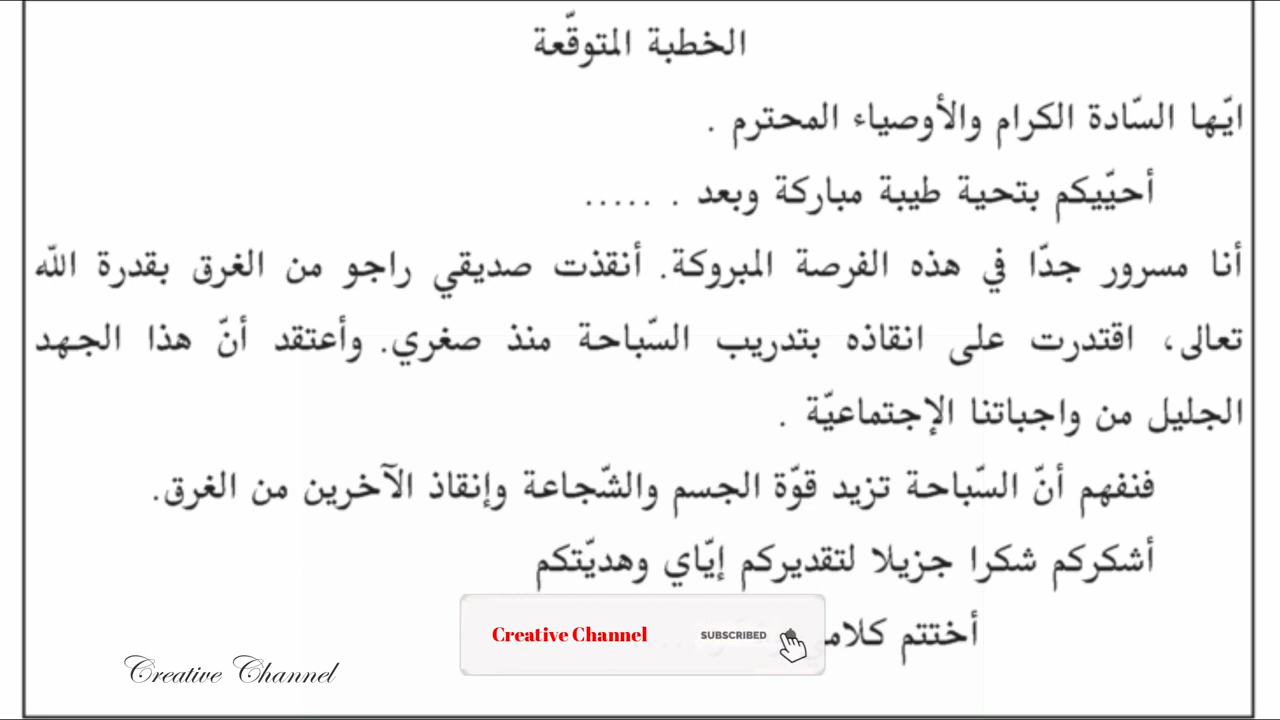 الخطبة المتوقّعة
ايّها السّادة الكرام والأوصياء المحترم .
أحيّيكم بتحية طيبة مباركة وبعد . .....
أنا مسرور جدّا في هذه الفرصة المبروكة. أنقذت صديقي راجو من الغرق بقدرة الله
تعالى، اقتدرت على انقاذه بتدريب السّباحة منذ صغري. وأعتقد أنّ هذا الجهد
الجليل من واجباتنا الإجتماعيّة .
فنفهم أنّ السّباحة تزيد قوّة الجسم والشّجاعة وإنقاذ الآخرين من الغرق.
أشكركم شكرا جزيلا لتقديركم إيّاي وهديّتكم
أختتم
Creative Channel SUBSCRIBED
Creative Channel